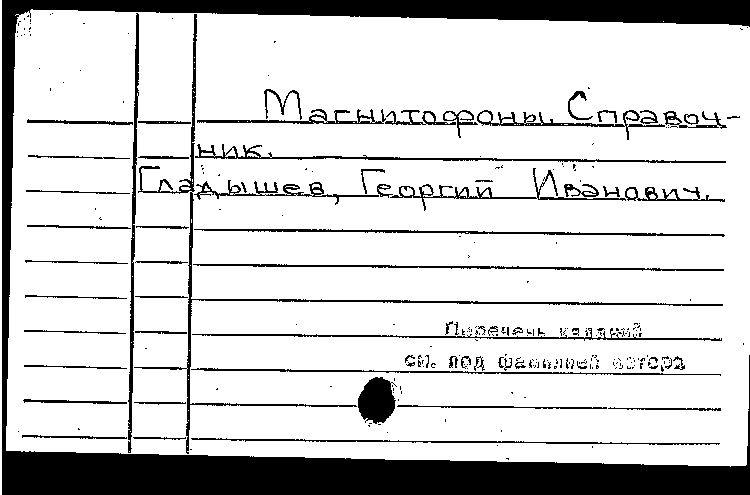 Магнитофоны. Справоч-
ник.
Гладышев, Георгий Иванович.
Перечень изданий
см. под фамилией автора